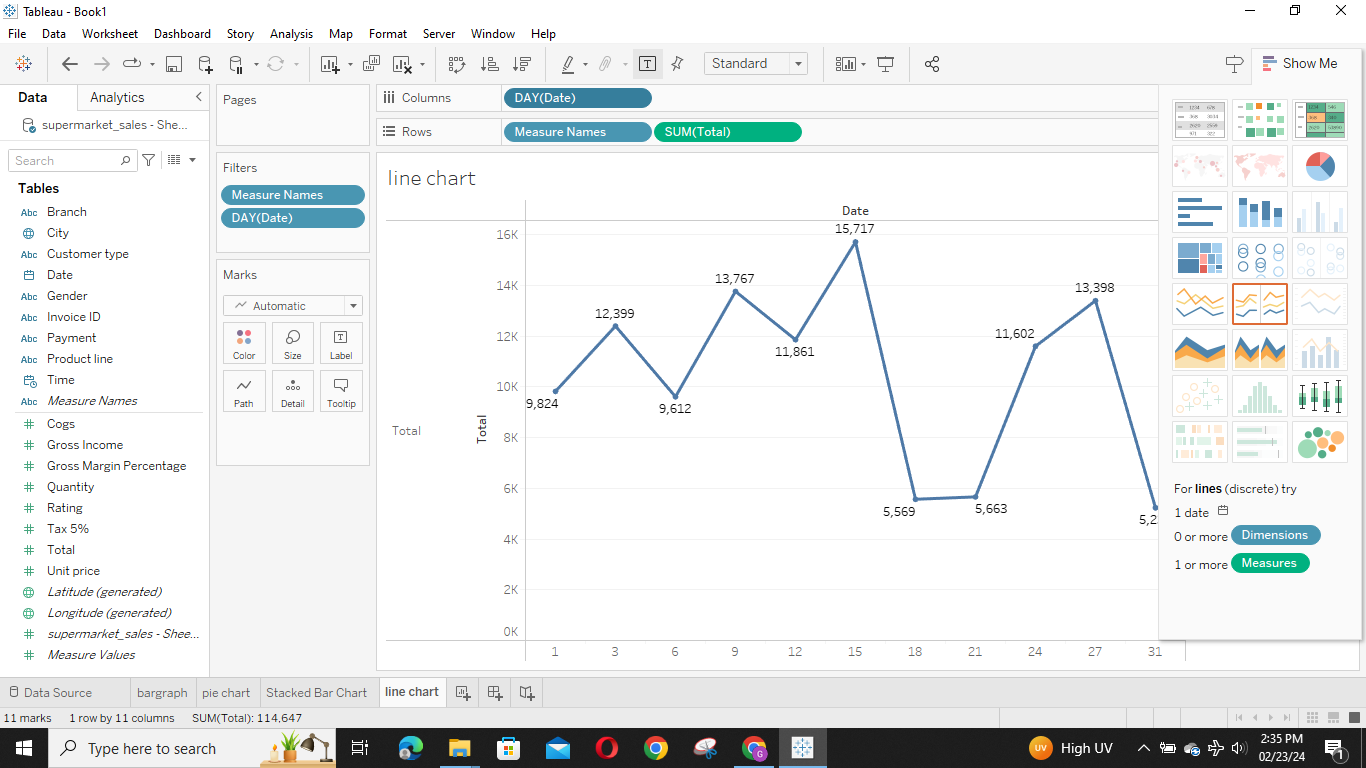 Tableau - Book1
File Data Worksheet Dashboard Story Analysis Map Format Server Window Help
Standard
Show Me
Data Analytics
supermarket_sales - She...
Search
Tables
Abc Branch
City
Abc Customer type
Date
Abc Gender
Abc Invoice ID
Abc Payment
Abc Product line
Time
Abc Measure Names
Cogs
Gross Income
Gross Margin Percentage
Quantity
Rating
Tax 5%
Total
Unit price
Latitude (generated)
Longitude (generated)
supermarket_sales - Shee...
Measure Values
Pages
Filters
Measure Names
DAY(Date)
Marks
Automatic
Color Size Label
Path Detail Tooltip
Columns DAY(Date)
Rows Measure Names SUM(Total)
line chart
Date
16K
14K
12K
10K
8K
6K
4K
2K
0K
Total
Total
9,824
12,399
9,612
13,767
11,861
15,717
5,569
5,663
11,602
13,398
5,2
1 3 6 9 12 15 18 21 24 27 31
For lines (discrete) try
1 date
0 or more Dimensions
1 or more Measures
Data Source bargraph pie chart Stacked Bar Chart line chart
11 marks 1 row by 11 columns SUM(Total): 114,647
Type here to search
G
UV High UV
2:35 PM
02/23/24
1